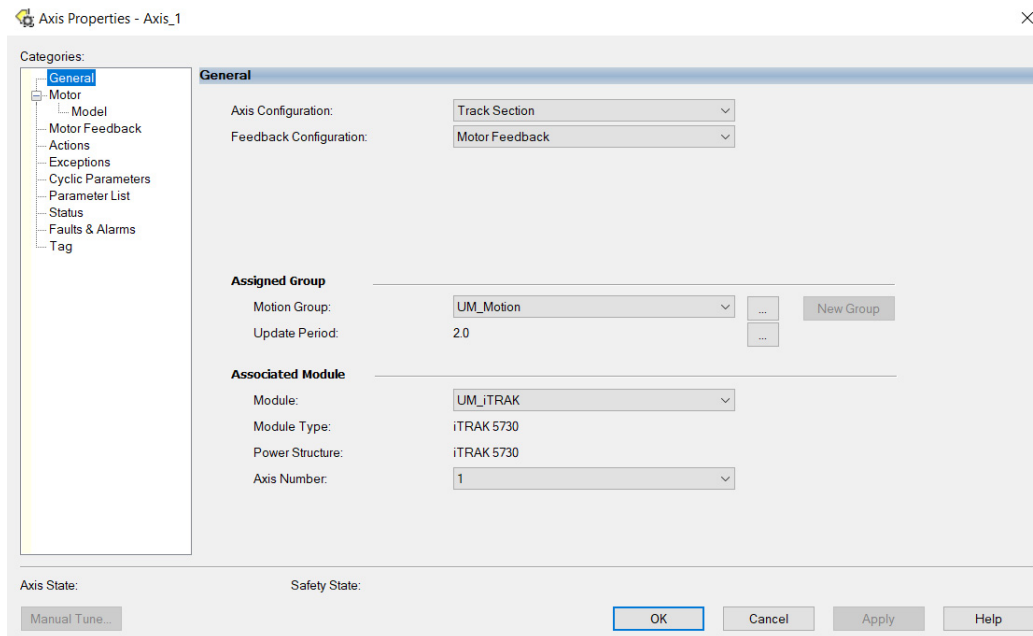 Axis Properties - Axis_1
Categories:
General
Motor
Model
Motor Feedback
Actions
Exceptions
Cyclic Parameters
Parameter List
Status
Faults & Alarms
Tag
General
Axis Configuration: Track Section
Feedback Configuration: Motor Feedback
Assigned Group
Motion Group: UM_Motion ... New Group
Update Period: 2.0 ...
Associated Module
Module: UM_iTRAK
Module Type: iTRAK 5730
Power Structure: iTRAK 5730
Axis Number: 1
Axis State: Safety State:
Manual Tune... OK Cancel Apply Help